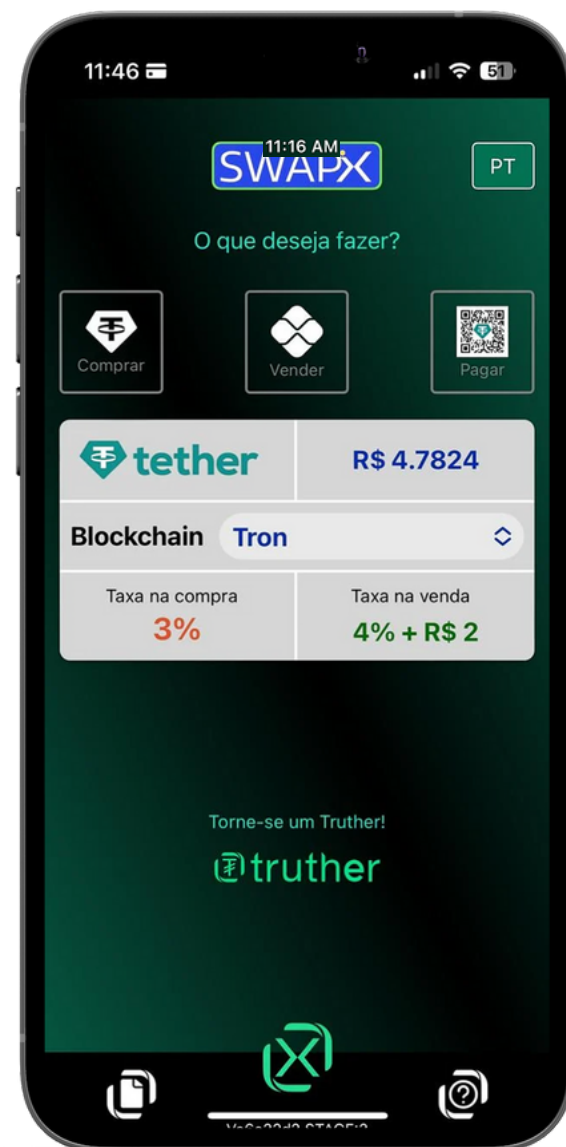 11:46
51
11:16 AM
SWAPX
PT
O que deseja fazer?
Comprar
Vender
Pagar
tether
R$ 4.7824
Blockchain
Tron
Taxa na compra
Taxa na venda
3%
4% + R$ 2
Torne-se um Truther!
truther